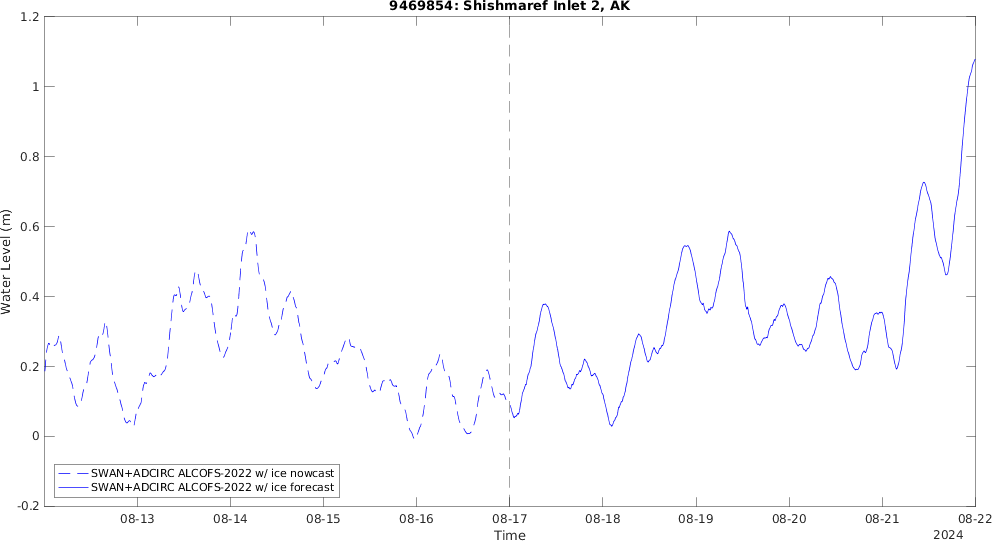 9469854: Shishmaref Inlet 2, AK
1.2
1
0.8
0.6
0.4
0.2
0
-0.2
Water Level (m)
SWAN+ADCIRC ALCOFS-2022 w/ ice nowcast
SWAN+ADCIRC ALCOFS-2022 w/ ice forecast
08-13 08-14 08-15 08-16 08-17 08-18 08-19 08-20 08-21 08-22
Time
2024